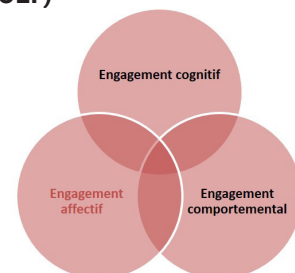 Engagement cognitif
Engagement
affectif
Engagement
comportemental